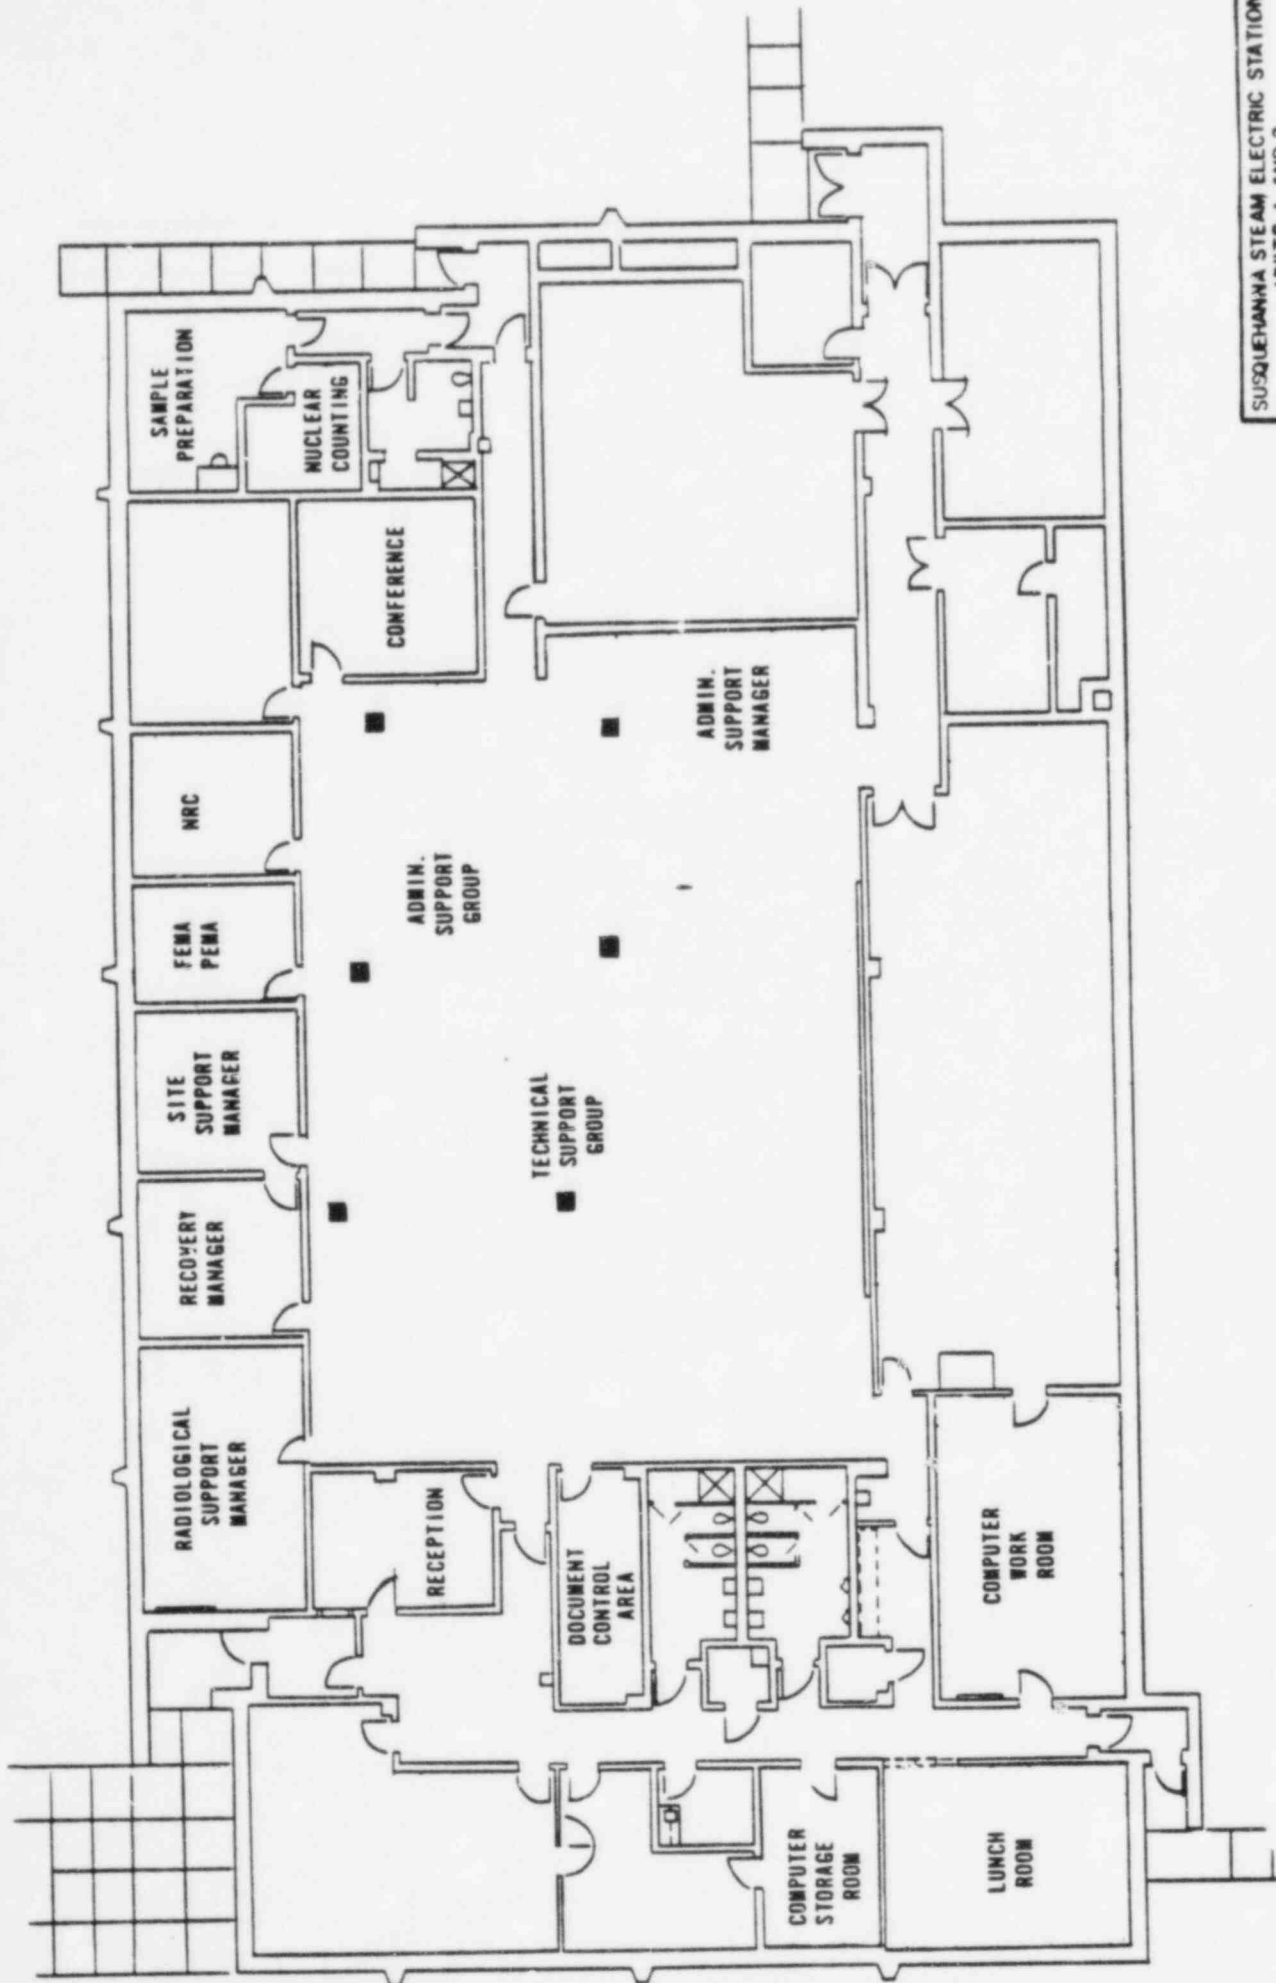 SAMPLE
PREPARATION
NUCLEAR
COUNTING
CONFERENCE
NRC
FEMA
PEMA
SITE
SUPPORT
MANAGER
RECOVERY
MANAGER
RADIOLOGICAL
SUPPORT
MANAGER
ADMIN.
SUPPORT
GROUP
ADMIN.
SUPPORT
MANAGER
TECHNICAL
SUPPORT
GROUP
RECEPTION
DOCUMENT
CONTROL
AREA
COMPUTER
WORK
ROOM
COMPUTER
STORAGE
ROOM
LUNCH
ROOM
SUSQUEHANNA STEAM ELECTRIC STATION